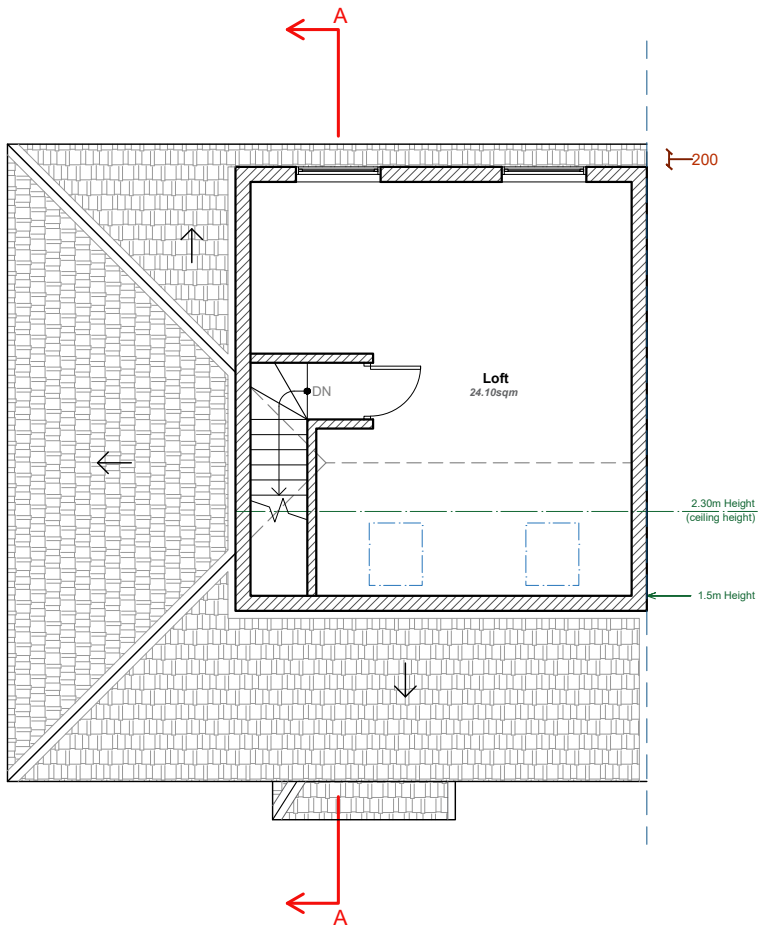 A
200
DN
Loft
24.10sqm
2.30m Height
(ceiling height)
1.5m Height
A